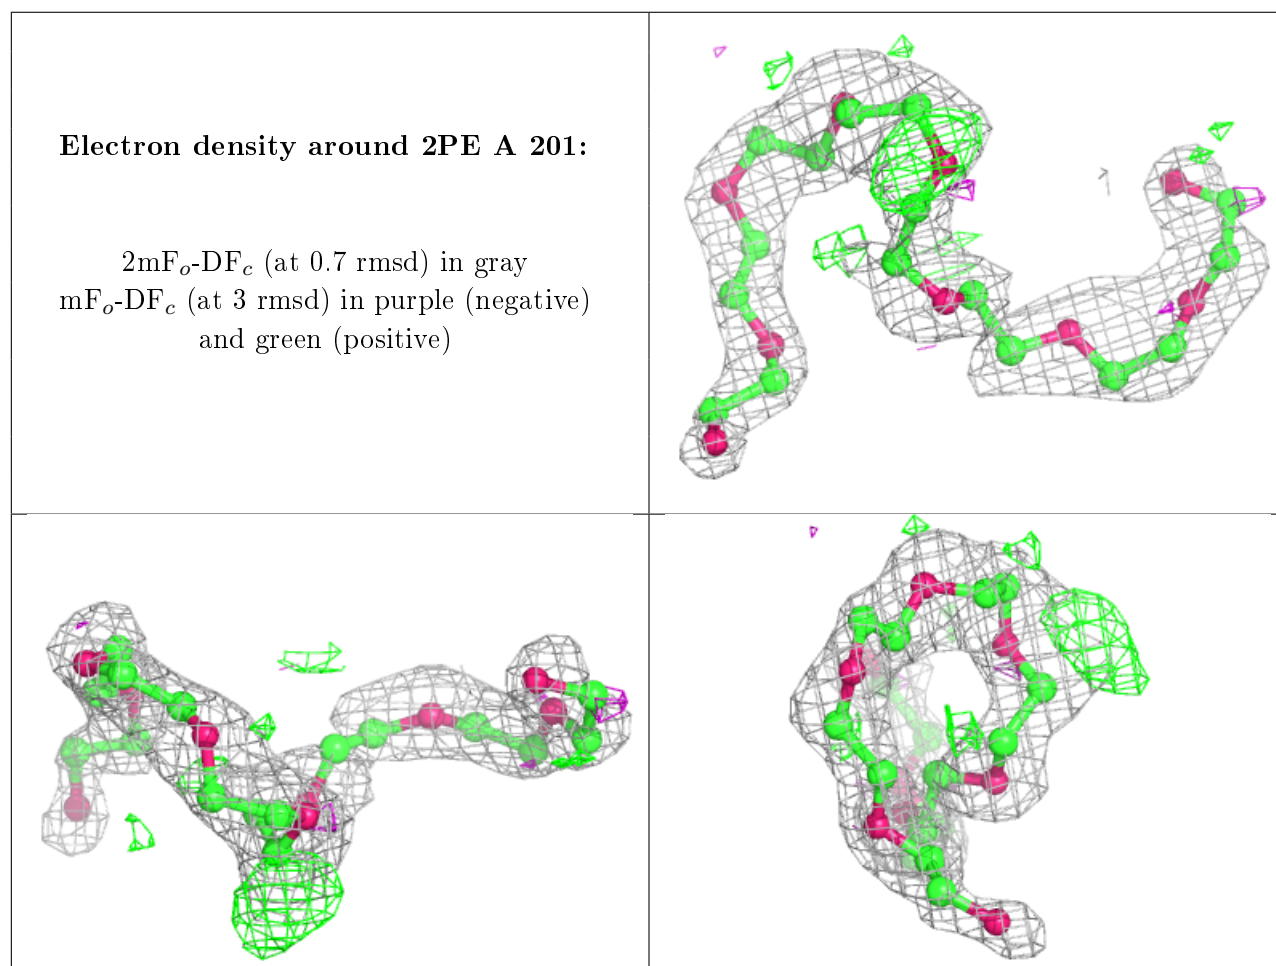 Electron density around 2PE A 201:
2mFo-DFc (at 0.7 rmsd) in gray
mFo-DFc (at 3 rmsd) in purple (negative)
and green (positive)